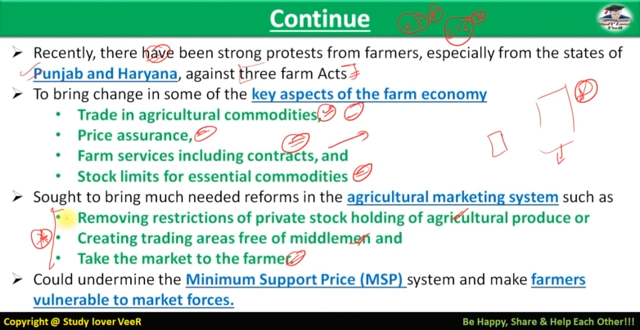 Continue
➢ Recently, there have been strong protests from farmers, especially from the states of
Punjab and Haryana, against three farm Acts
➢ To bring change in some of the key aspects of the farm economy
• Trade in agricultural commodities,
• Price assurance,
• Farm services including contracts, and
• Stock limits for essential commodities
➢ Sought to bring much needed reforms in the agricultural marketing system such as
• Removing restrictions of private stock holding of agricultural produce or
• Creating trading areas free of middlemen and
• Take the market to the farmer
➢ Could undermine the Minimum Support Price (MSP) system and make farmers
vulnerable to market forces.
Copyright @ Study lover VeeR
Be Happy, Share & Help Each Other!!!